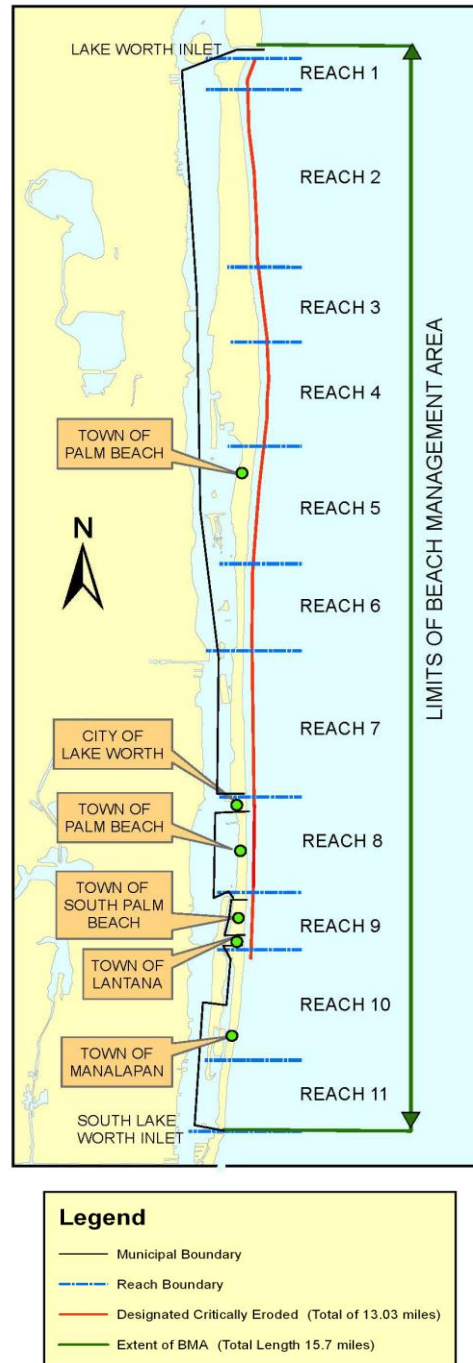 LAKE WORTH INLET
REACH 1
REACH 2
REACH 3
REACH 4
TOWN OF
PALM BEACH
REACH 5
N
REACH 6
LIMITS OF BEACH MANAGEMENT AREA
REACH 7
CITY OF
LAKE WORTH
TOWN OF
PALM BEACH
REACH 8
TOWN OF
SOUTH PALM
BEACH
REACH 9
TOWN OF
LANTANA
REACH 10
TOWN OF
MANALAPAN
REACH 11
SOUTH LAKE
WORTH INLET
Legend
Municipal Boundary
Reach Boundary
Designated Critically Eroded (Total of 13.03 miles)
Extent of BMA (Total Length 15.7 miles)